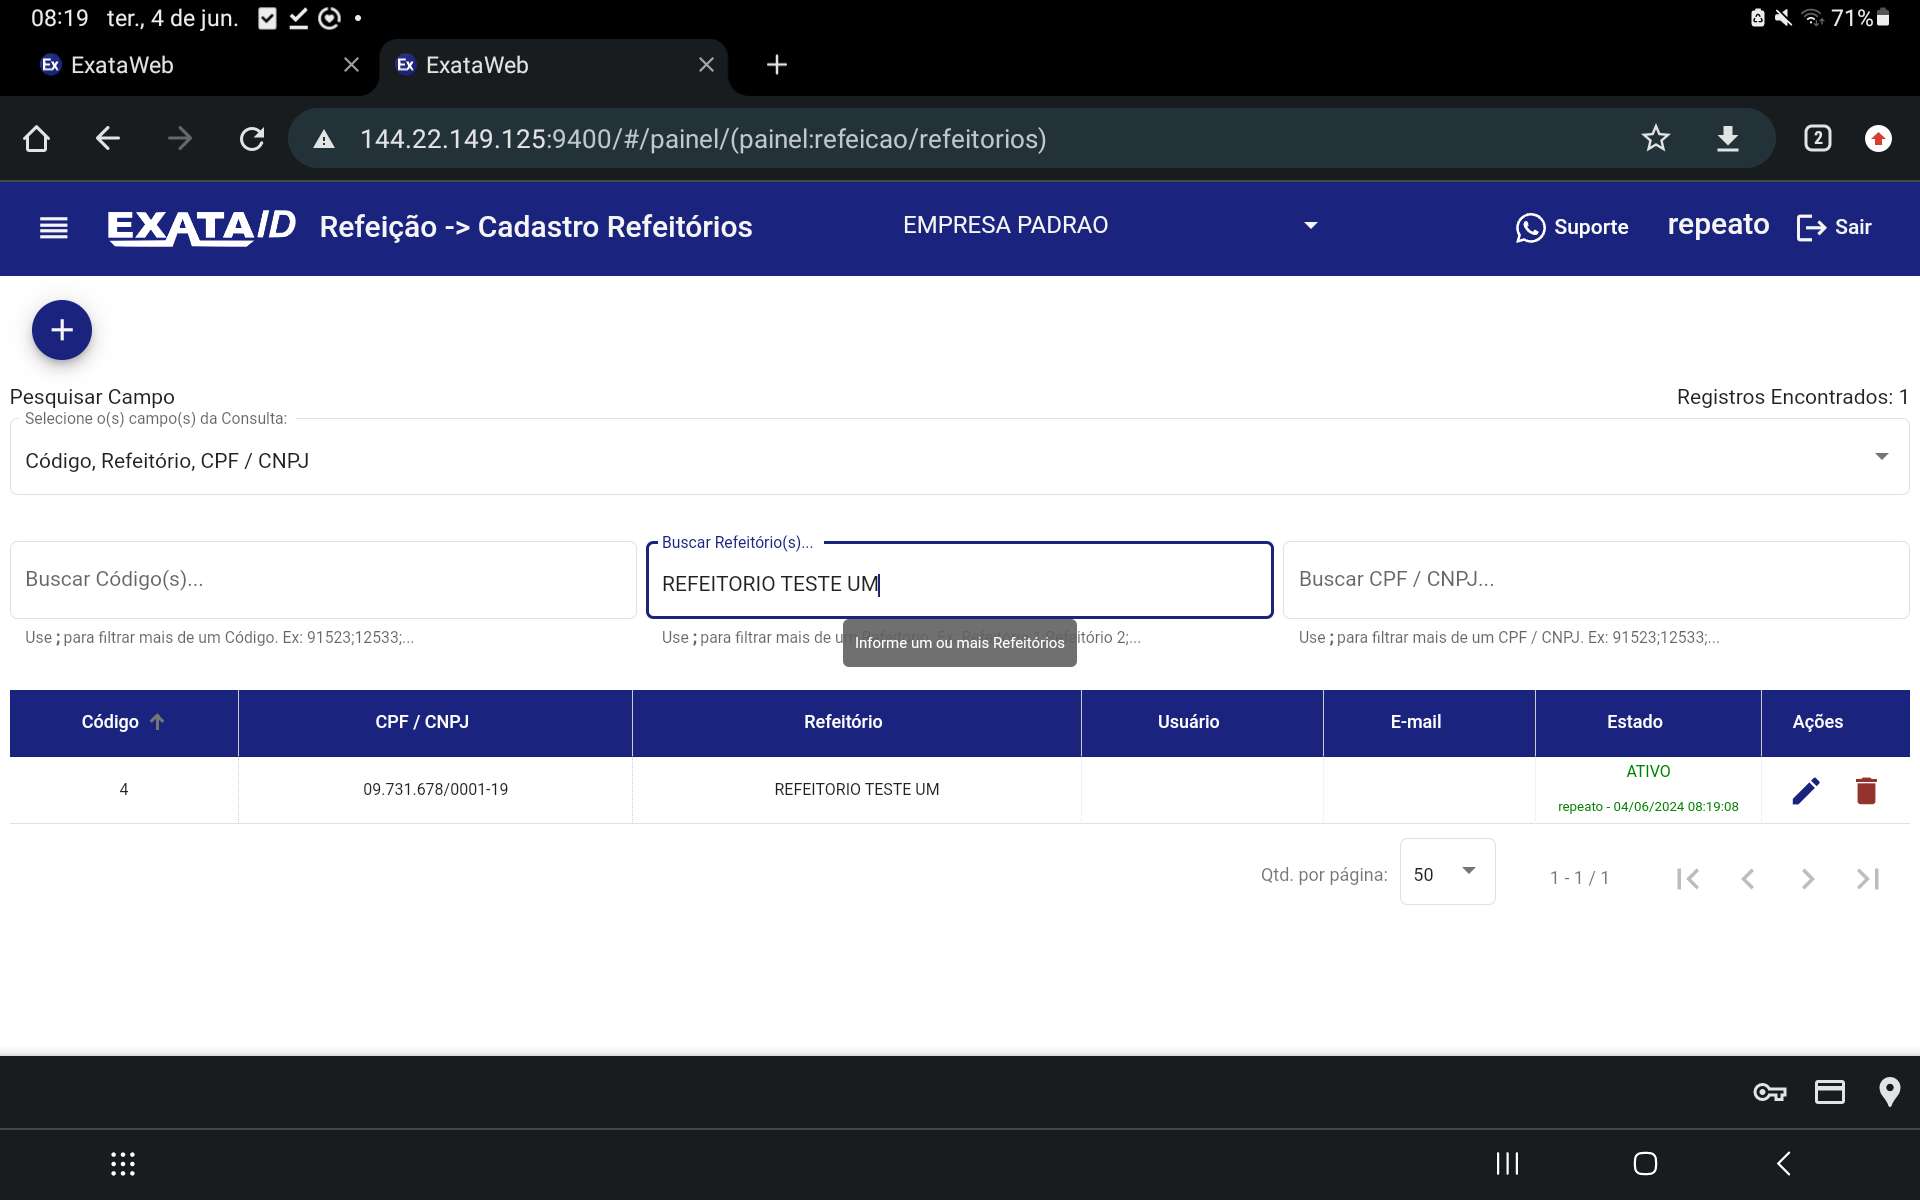 08:19 ter., 4 de jun. 71%
Ex ExataWeb
Ex ExataWeb
144.22.149.125:9400/#/painel/(painel:refeicao/refeitorios)
2
EXATA/ID Refeição -> Cadastro Refeitórios EMPRESA PADRAO Suporte repeato Sair
Pesquisar Campo Registros Encontrados: 1
Selecione o(s) campo(s) da Consulta:
Código, Refeitório, CPF / CNPJ
Buscar Refeitório(s)...
Buscar Código(s)... REFEITORIO TESTE UM Buscar CPF / CNPJ...
Use ; para filtrar mais de um Código. Ex: 91523;12533;... Use ; para filtrar mais de um 2;... Use ; para filtrar mais de um CPF / CNPJ. Ex: 91523;12533;...
Informe um ou mais Refeitórios
Código CPF / CNPJ Refeitório Usuário E-mail Estado Ações
4 09.731.678/0001-19 REFEITORIO TESTE UM ATIVO
repeato - 04/06/2024 08:19:08
Qtd. por página: 50 1 - 1 / 1